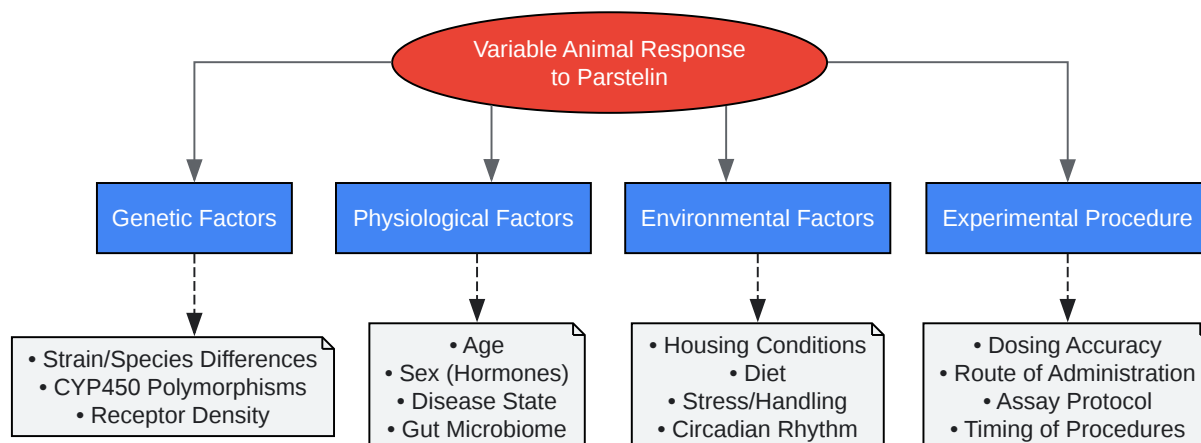 Variable Animal Response
to Parstelin
Genetic Factors
Physiological Factors
Environmental Factors
Experimental Procedure
• Strain/Species Differences
• CYP450 Polymorphisms
• Receptor Density
• Age
• Sex (Hormones)
• Disease State
• Gut Microbiome
• Housing Conditions
• Diet
• Stress/Handling
• Circadian Rhythm
• Dosing Accuracy
• Route of Administration
• Assay Protocol
• Timing of Procedures